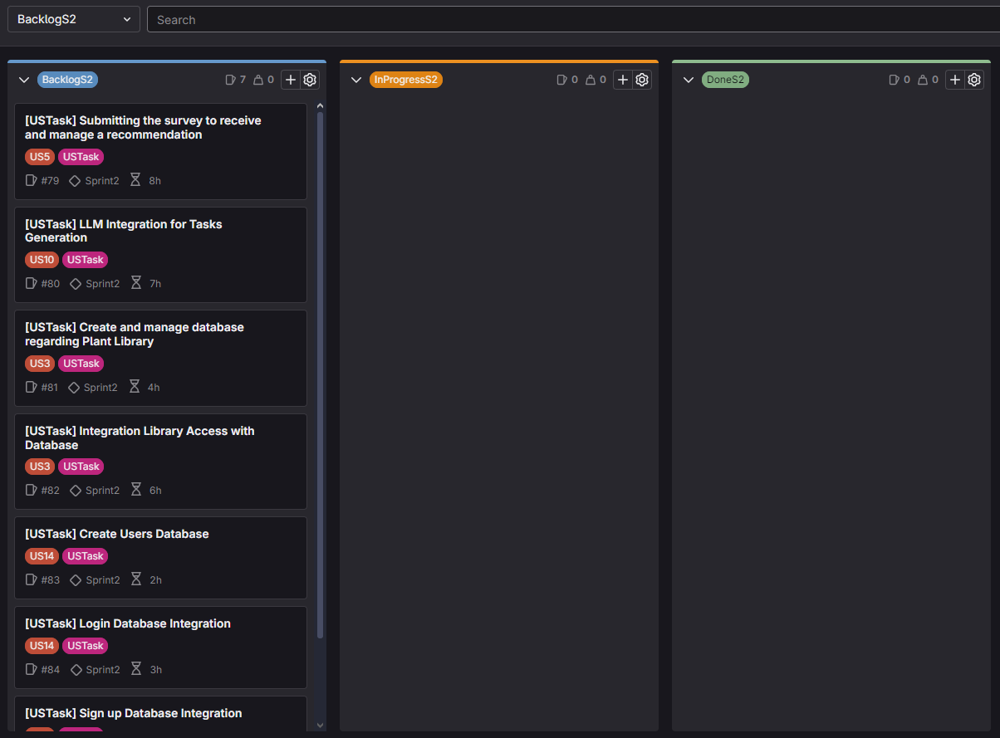 BacklogS2
Search
BacklogS2 7 0
[USTask] Submitting the survey to receive
and manage a recommendation
US5 USTask
#79 Sprint2 8h
[USTask] LLM Integration for Tasks
Generation
US10 USTask
#80 Sprint2 7h
[USTask] Create and manage database
regarding Plant Library
US3 USTask
#81 Sprint2 4h
[USTask] Integration Library Access with
Database
US3 USTask
#82 Sprint2 6h
[USTask] Create Users Database
US14 USTask
#83 Sprint2 2h
[USTask] Login Database Integration
US14 USTask
#84 Sprint2 3h
[USTask] Sign up Database Integration
InProgressS2 0 0
DoneS2 0 0